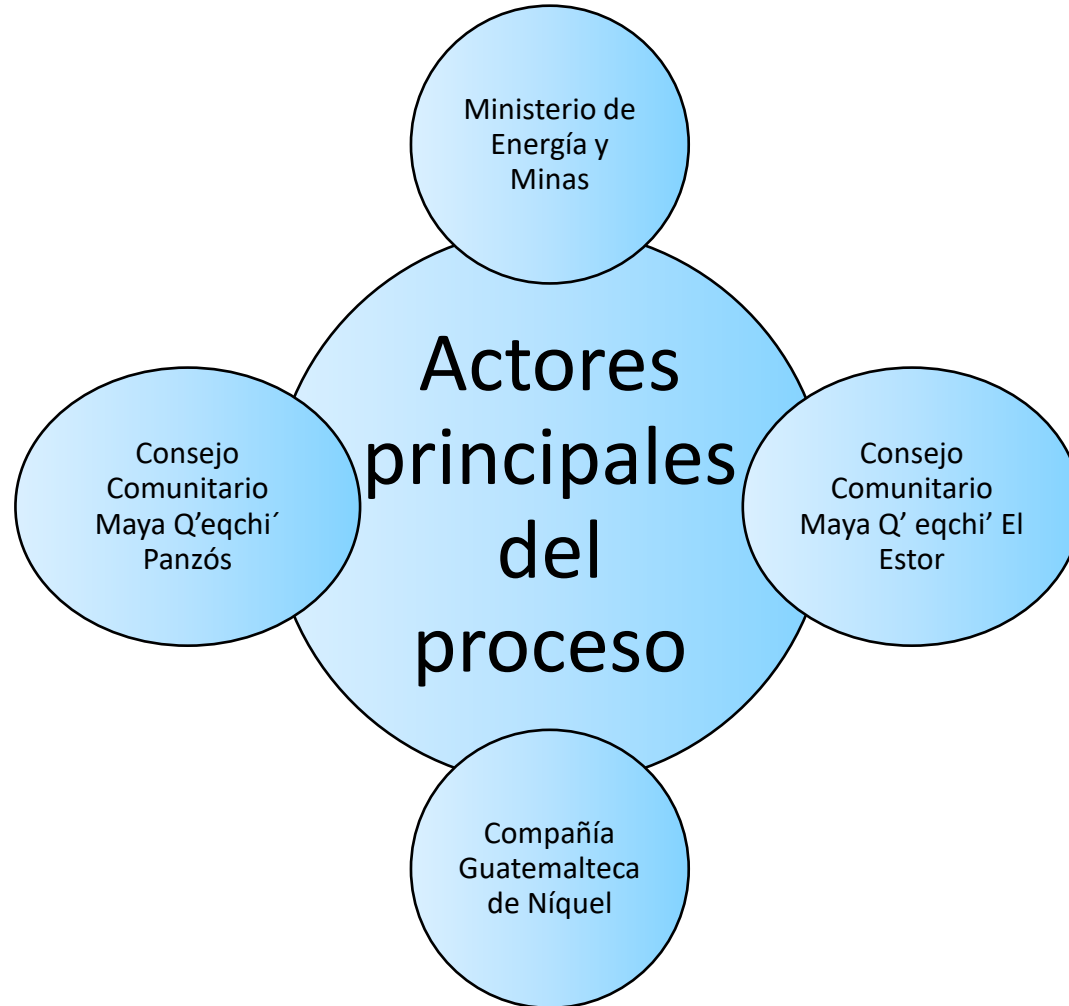 Ministerio de
Energía y
Minas
Actores
principales
del
proceso
Consejo
Comunitario
Maya Q’eqchi´
Panzós
Consejo
Comunitario
Maya Q’ eqchi’ El
Estor
Compañía
Guatemalteca
de Níquel